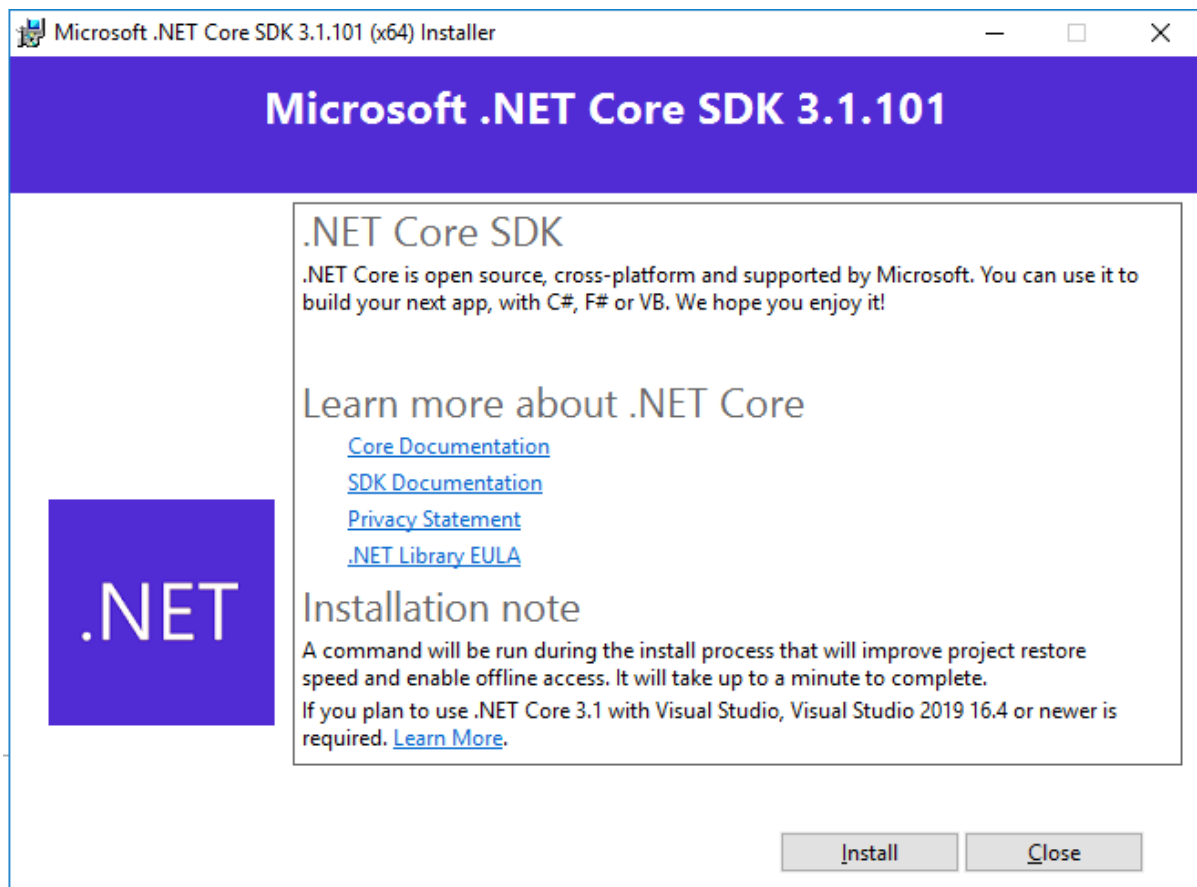 Microsoft .NET Core SDK 3.1.101 (x64) Installer
Microsoft .NET Core SDK 3.1.101
.NET Core SDK
.NET Core is open source, cross-platform and supported by Microsoft. You can use it to
build your next app, with C#, F# or VB. We hope you enjoy it!
Learn more about .NET Core
Core Documentation
SDK Documentation
Privacy Statement
.NET Library EULA
.NET
Installation note
A command will be run during the install process that will improve project restore
speed and enable offline access. It will take up to a minute to complete.
If you plan to use .NET Core 3.1 with Visual Studio, Visual Studio 2019 16.4 or newer is
required. Learn More.
Install
Close